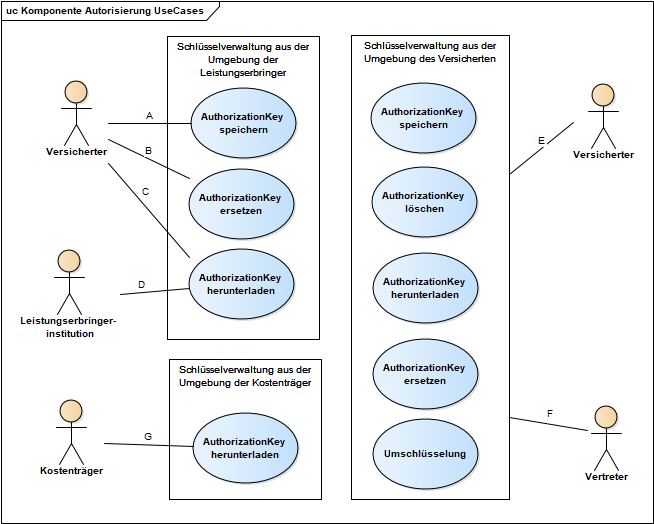 uc Komponente Autorisierung UseCases
Schlüsselverwaltung aus der
Umgebung der
Leistungserbringer
AuthorizationKey
speichern
AuthorizationKey
ersetzen
AuthorizationKey
herunterladen
Versicherter
A
B
C
D
Leistungserbringer-
institution
Schlüsselverwaltung aus der
Umgebung der Kostenträger
AuthorizationKey
herunterladen
Kostenträger
G
Schlüsselverwaltung aus der
Umgebung des Versicherten
AuthorizationKey
speichern
AuthorizationKey
löschen
AuthorizationKey
herunterladen
AuthorizationKey
ersetzen
Umschlüsselung
E
Versicherter
F
Vertreter